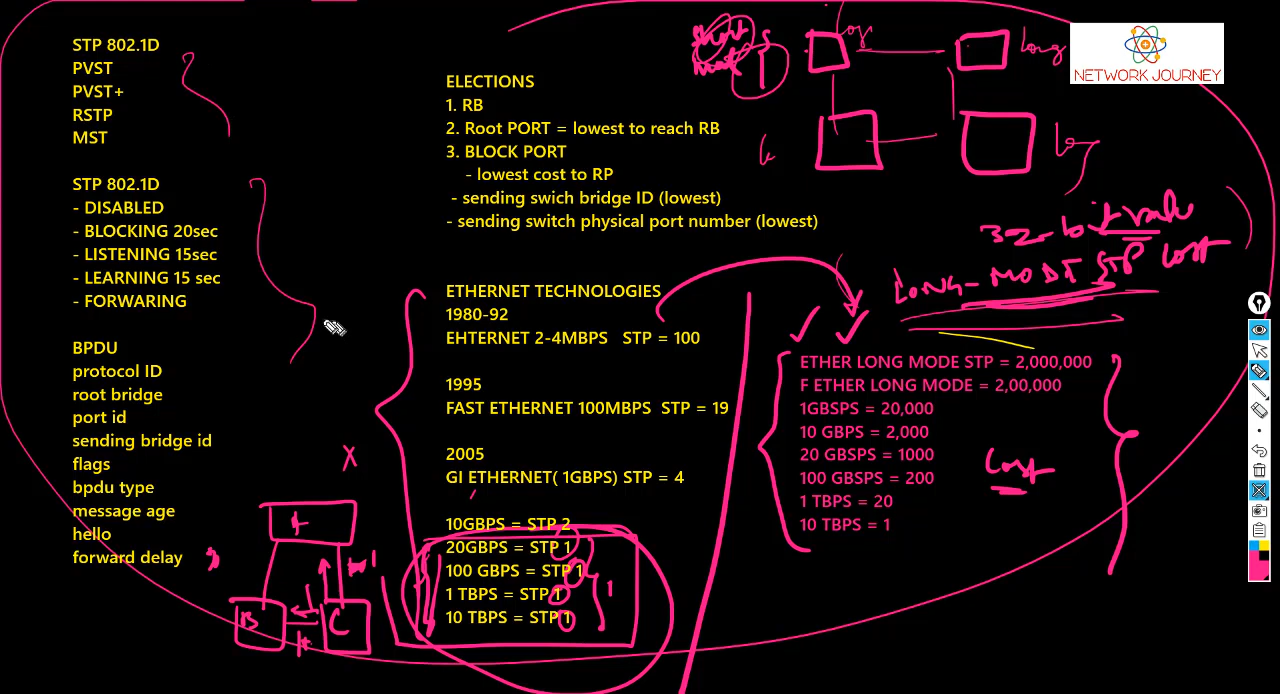 STP 802.1D
PVST
PVST+
RSTP
MST
STP 802.1D
- DISABLED
- BLOCKING 20sec
- LISTENING 15sec
- LEARNING 15 sec
- FORWARING
BPDU
protocol ID
root bridge
port id
sending bridge id
flags
bpdu type
message age
hello
forward delay
B
C
ELECTIONS
1. RB
2. Root PORT = lowest to reach RB
3. BLOCK PORT
- lowest cost to RP
- sending swich bridge ID (lowest)
- sending switch physical port number (lowest)
ETHERNET TECHNOLOGIES
1980-92
EHTERNET 2-4MBPS STP = 100
1995
FAST ETHERNET 100MBPS STP = 19
2005
GI ETHERNET( 1GBPS) STP = 4
10GBPS = STP 2
20GBPS = STP 1
100 GBPS = STP 1
1 TBPS = STP 1
10 TBPS = STP 1
1
long
NETWORK JOURNEY
32-bit value
LONG-MODE STP cost
ETHER LONG MODE STP = 2,000,000
F ETHER LONG MODE = 2,00,000
1GBSPS = 20,000
10 GBPS = 2,000
20 GBSPS = 1000
100 GBSPS = 200
1 TBPS = 20
10 TBPS = 1
Cost